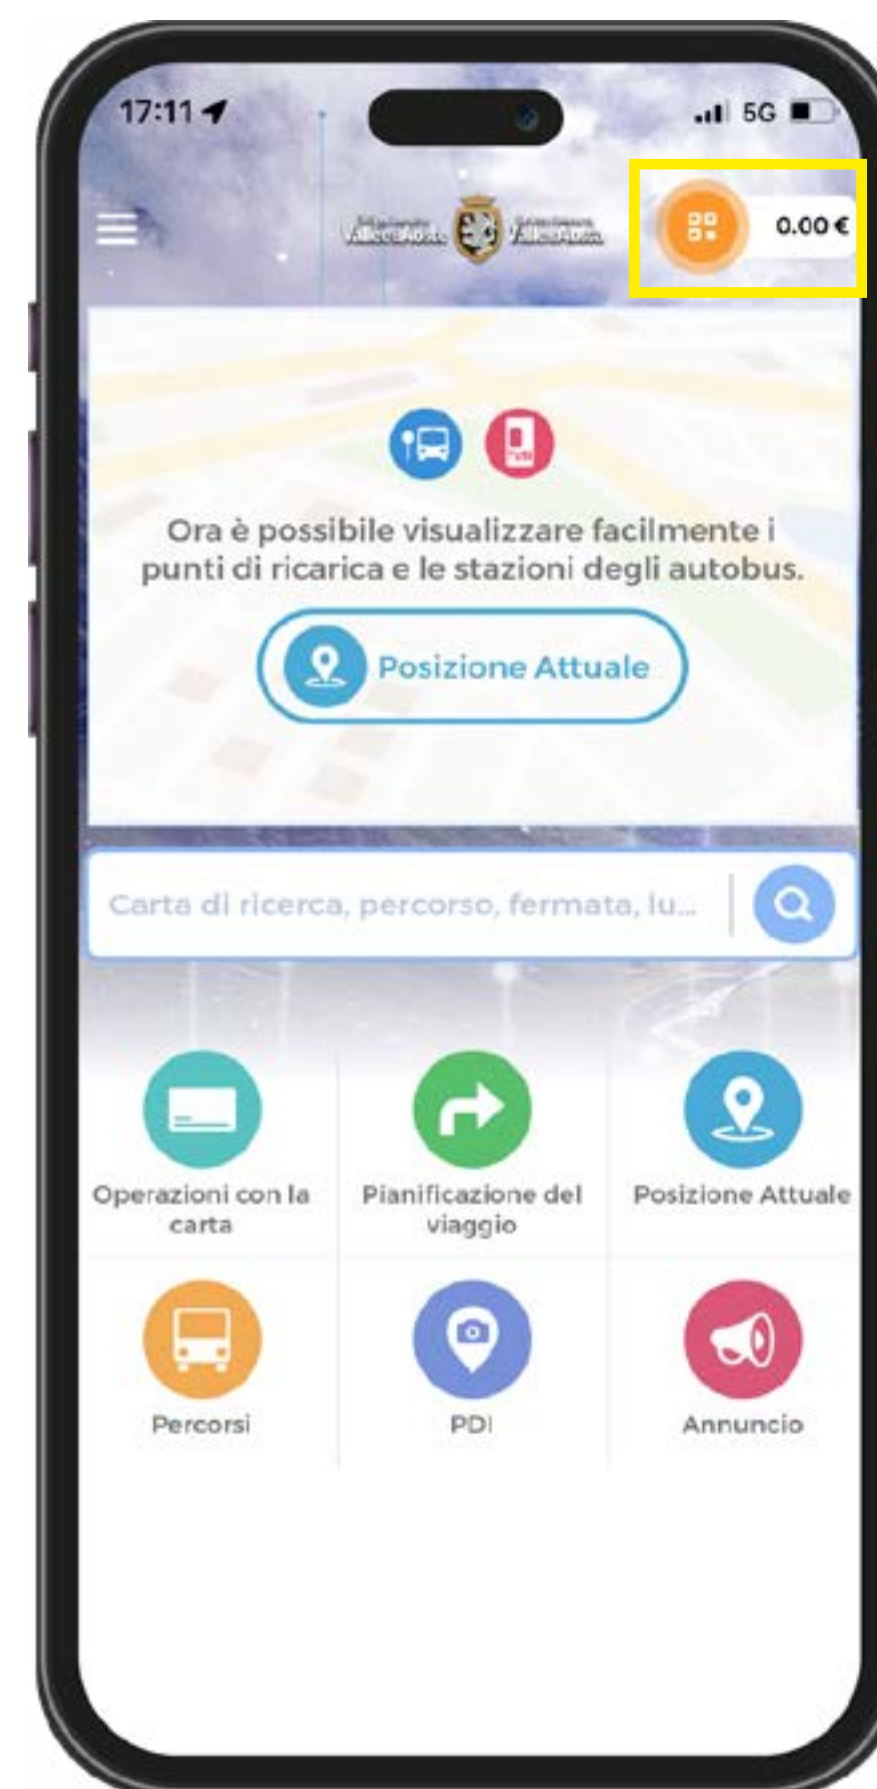 17:11
5G
0.00 €
Ora è possibile visualizzare facilmente i
punti di ricarica e le stazioni degli autobus.
Posizione Attuale
Carta di ricerca, percorso, fermata, lu...
Operazioni con la
carta
Pianificazione del
viaggio
Posizione Attuale
Percorsi
PDI
Annuncio